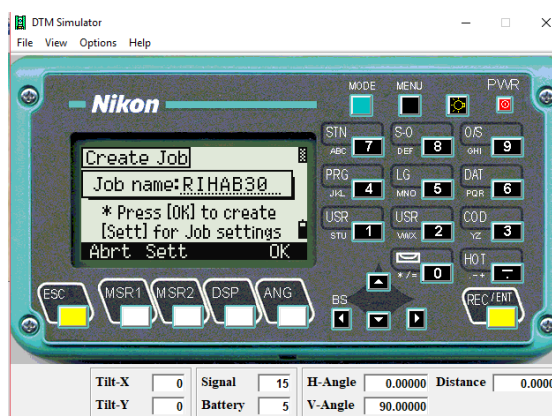 DTM Simulator
File View Options Help
MODE MENU PWR
Nikon
STN S-O O/S
ABC 7 DEF 8 GHI 9
Create Job
PRG LG DAT
Job name:RIHAB30
JKL 4 MNO 5 PQR 6
* Press [OK] to create
USR USR COD
[Sett] for Job settings
STU 1 VWX 2 YZ 3
Abrt Sett OK
HOT
* /= 0 - +
ESC MSR1 MSR2 DSP ANG BS REC/ENT
Tilt-X 0 Signal 15 H-Angle 0.00000 Distance 0.0000
Tilt-Y 0 Battery 5 V-Angle 90.00000